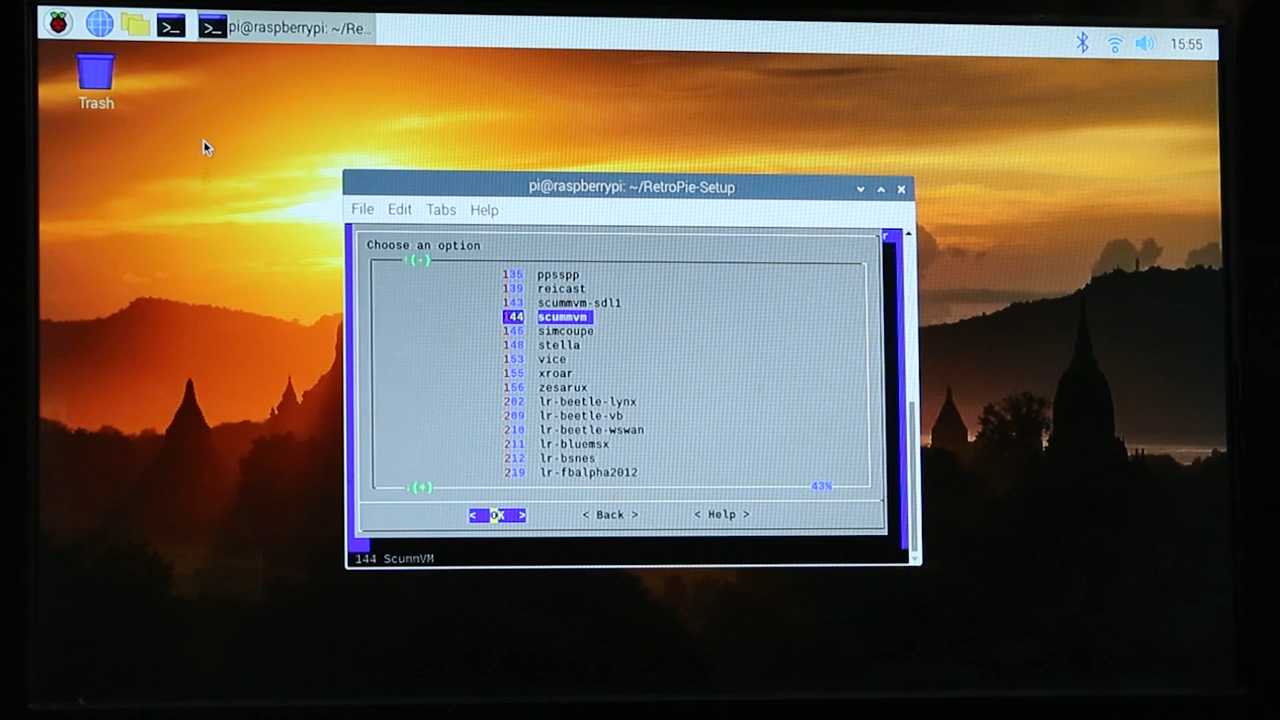 >_ >_ pi@raspberrypi: ~/Re...
15:55
Trash
pi@raspberrypi: ~/RetroPie-Setup
File Edit Tabs Help
r
Choose an option
↑(-)
135 ppsspp
139 reicast
143 scummvm-sdl1
144 scummvm
146 simcoupe
148 stella
153 vice
155 xroar
156 zesarux
202 lr-beetle-lynx
209 lr-beetle-vb
210 lr-beetle-wswan
211 lr-bluemsx
212 lr-bsnes
219 lr-fbalpha2012
↓(+) 43%
< OK > < Back > < Help >
144 ScummVM